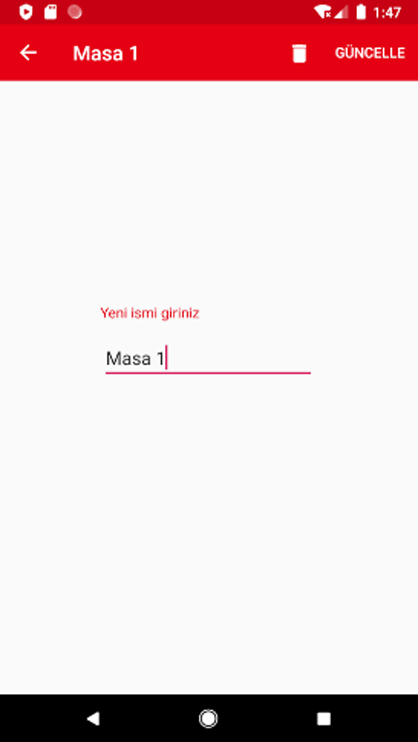 1:47
Masa 1
GÜNCELLE
Yeni ismi giriniz
Masa 1